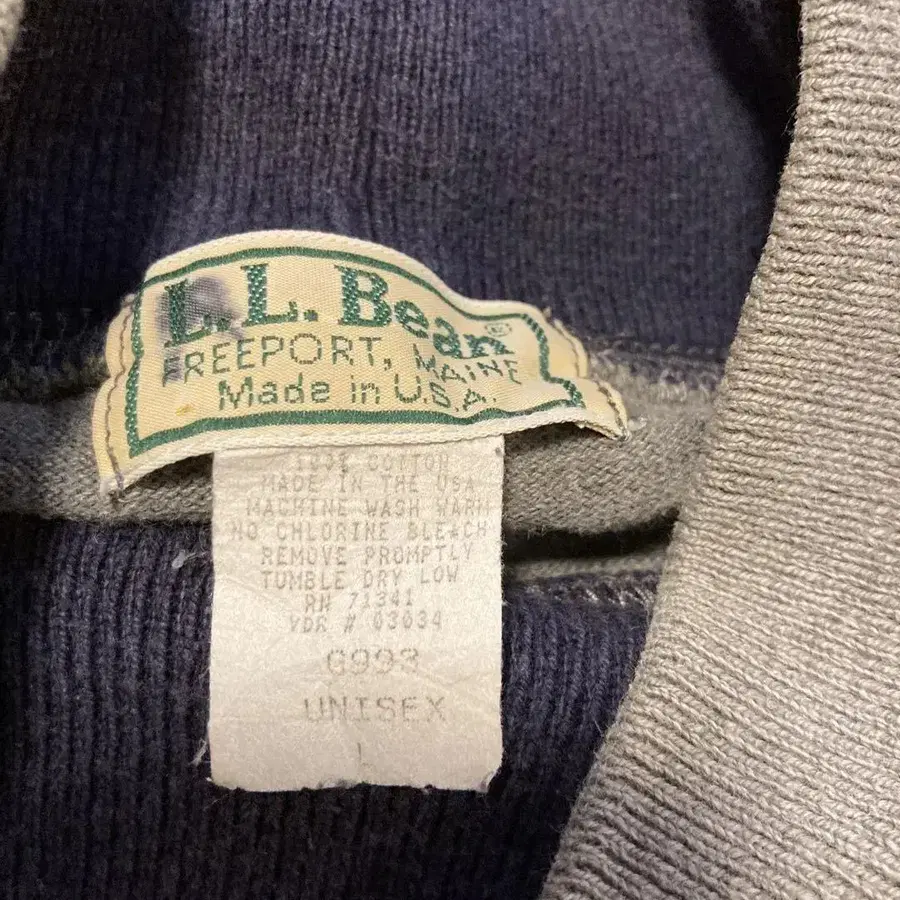 L.L.Bean®
FREEPORT, MAINE
Made in U.S.A.
100% COTTON
MADE IN THE USA
MACHINE WASH WARM
NO CHLORINE BLEACH
REMOVE PROMPTLY
TUMBLE DRY LOW
RN 71341
VDR # 03034
G993
UNISEX